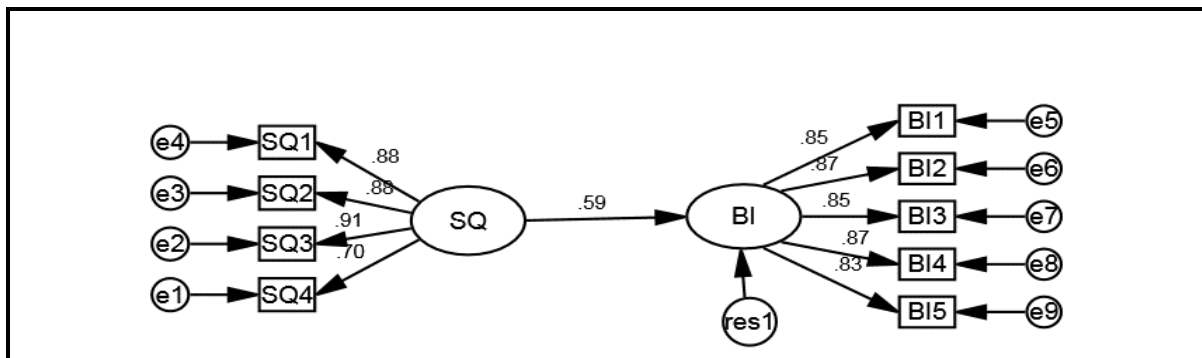 e4 SQ1 .88
e3 SQ2 .88
e2 SQ3 .91
e1 SQ4 .70
SQ .59 BI
res1
.85 BI1 e5
.87 BI2 e6
.85 BI3 e7
.87 BI4 e8
.83 BI5 e9